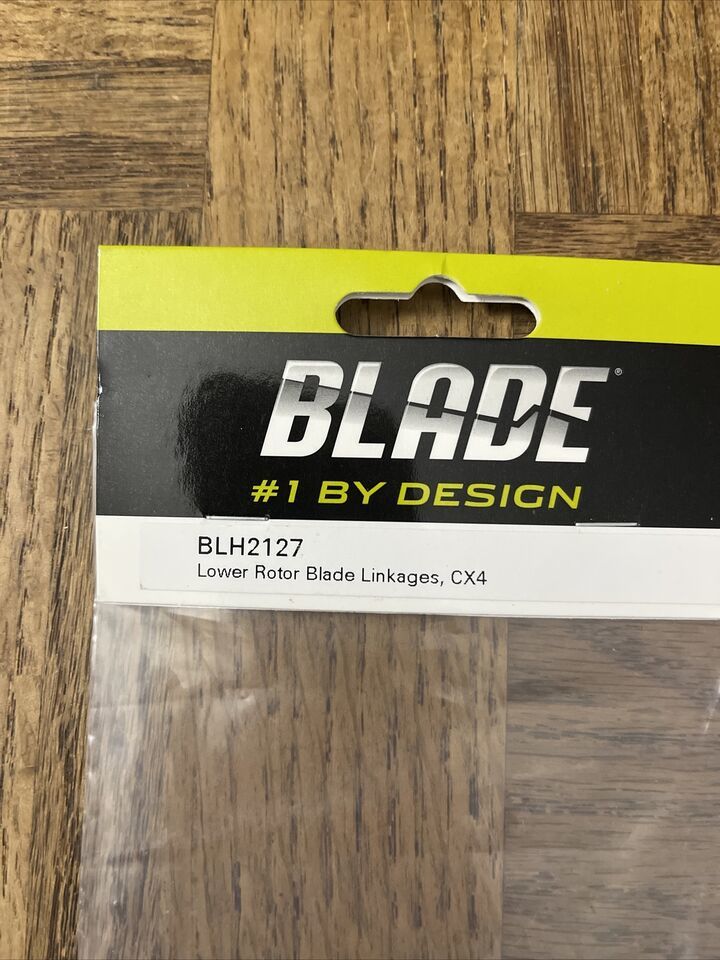 BLADE®
#1 BY DESIGN
BLH2127
Lower Rotor Blade Linkages, CX4